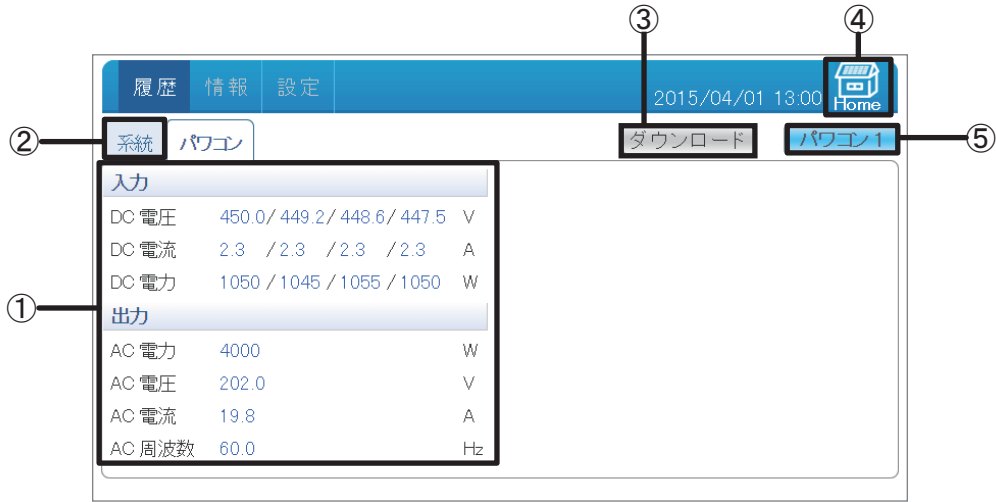 ③ ④
履歴 情報 設定 2015/04/01 13:00 Home
② 系統 パワコン ダウンロード パワコン 1 ⑤
入力
DC 電圧 450.0/ 449.2/ 448.6/ 447.5 V
DC 電流 2.3 / 2.3 / 2.3 / 2.3 A
DC 電力 1050 / 1045 / 1055 / 1050 W
①
出力
AC 電力 4000 W
AC 電圧 202.0 V
AC 電流 19.8 A
AC 周波数 60.0 Hz